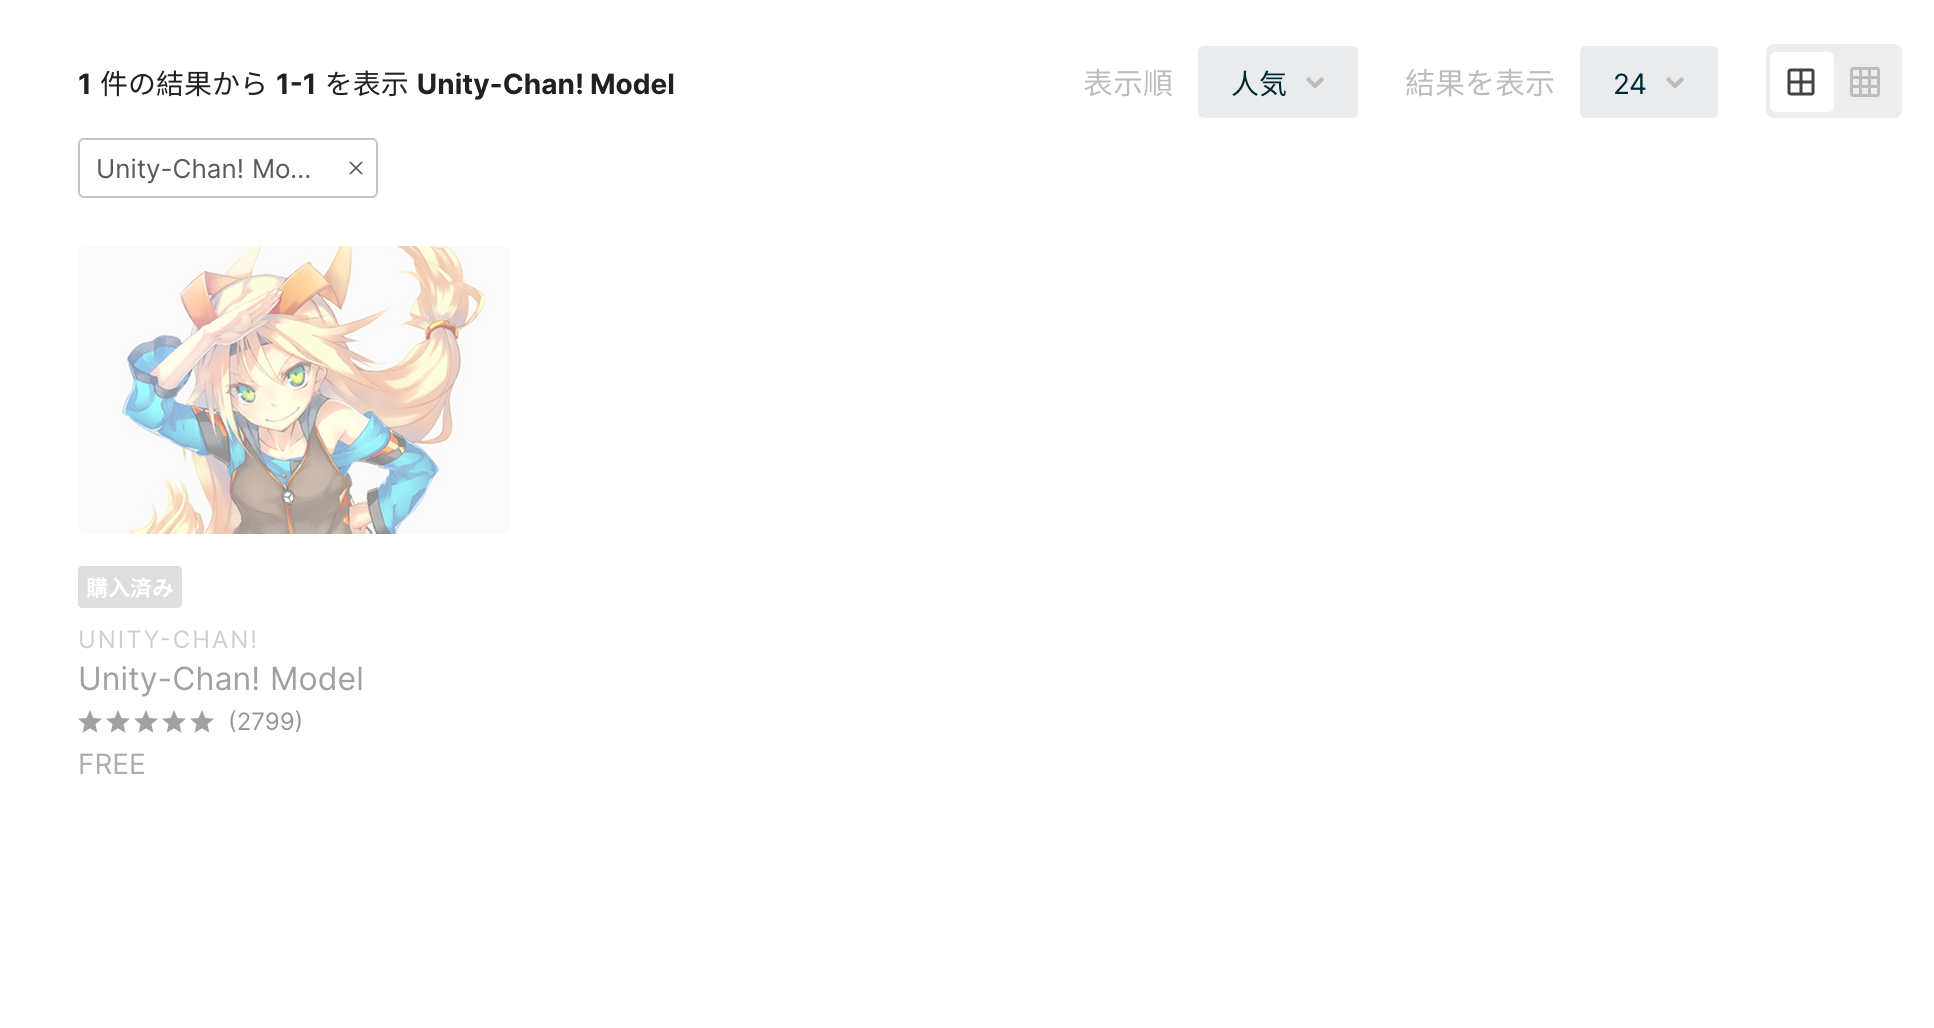 1 件の結果から 1-1 を表示 Unity-Chan! Model
表示順 人気 結果を表示 24
Unity-Chan! Mo... ×
購入済み
UNITY-CHAN!
Unity-Chan! Model
★★★★★ (2799)
FREE